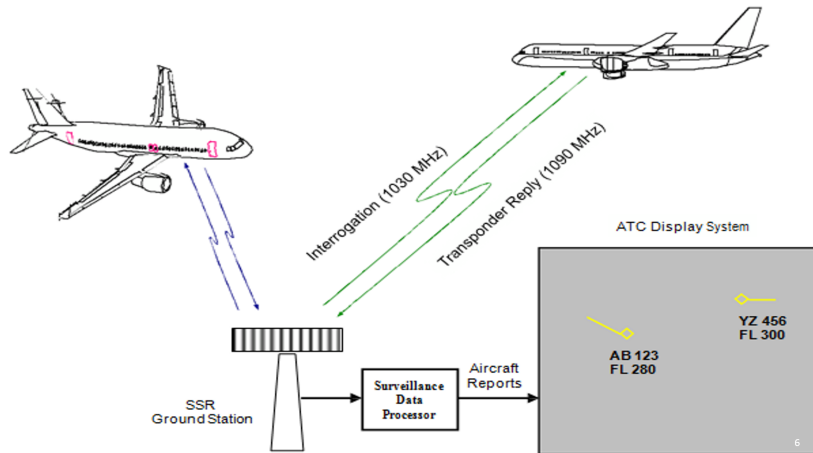 Interrogation (1030 MHz)
Transponder Reply (1090 MHz)
ATC Display System
YZ 456
FL 300
AB 123
FL 280
SSR
Ground Station
Surveillance
Data
Processor
Aircraft
Reports
6